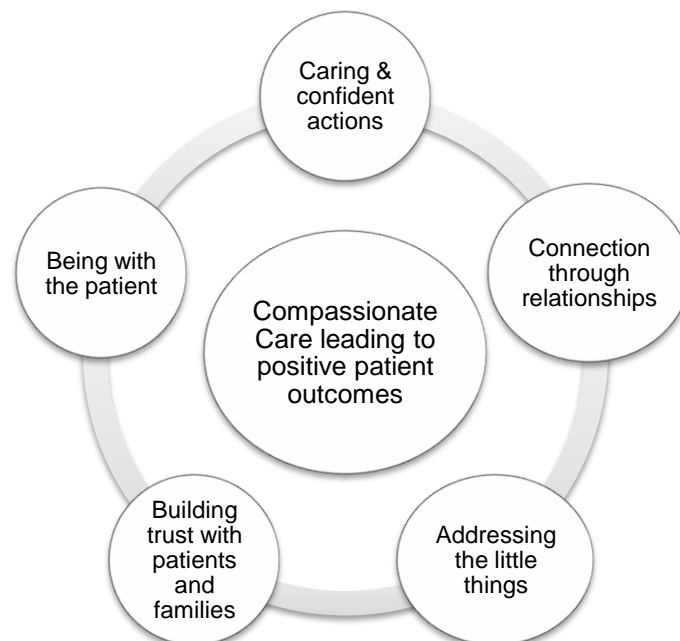 Caring &
confident
actions
Connection
through
relationships
Addressing
the little
things
Building
trust with
patients
and
families
Being with
the patient
Compassionate
Care leading to
positive patient
outcomes